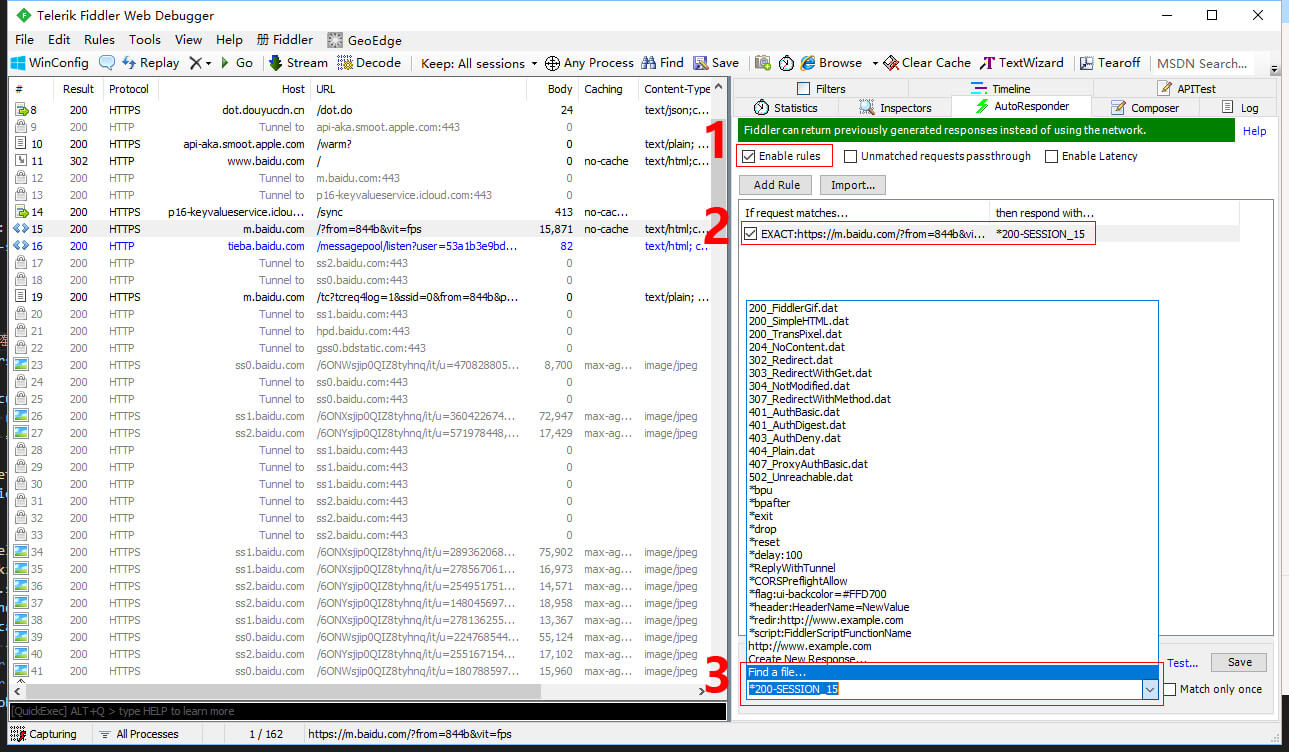 Telerik Fiddler Web Debugger
File Edit Rules Tools View Help 册 Fiddler GeoEdge
WinConfig Replay Go Stream Decode Keep: All sessions Any Process Find Save Browse Clear Cache TextWizard Tearoff MSDN Search...
# Result Protocol Host URL Body Caching Content-Type
8 200 HTTPS dot.douyucdn.cn /dot.do 24 text/json;c...
9 200 HTTP Tunnel to api-aka.smoot.apple.com:443 0
10 200 HTTPS api-aka.smoot.apple.com /warm? 0 text/plain; ...
11 302 HTTP www.baidu.com / 0 no-cache text/html;c...
12 200 HTTP Tunnel to m.baidu.com:443 0
13 200 HTTP Tunnel to p16-keyvalueservice.icloud.com:443 0
14 200 HTTPS p16-keyvalueservice.iclou... /sync 413 no-cac...
15 200 HTTPS m.baidu.com /?from=844b&vit=fps 15,871 no-cache text/html;c...
16 200 HTTP tieba.baidu.com /messagepool/listen?user=53a1b3e9bd... 82 text/html; c...
17 200 HTTP Tunnel to ss2.baidu.com:443 0
18 200 HTTP Tunnel to ss0.baidu.com:443 0
19 200 HTTPS m.baidu.com /tc?tcreq4log=1&ssid=0&from=844b&p... 0 text/plain; ...
20 200 HTTP Tunnel to ss1.baidu.com:443 0
21 200 HTTP Tunnel to hpd.baidu.com:443 0
22 200 HTTP Tunnel to gss0.bdstatic.com:443 0
23 200 HTTPS ss0.baidu.com /6ONWsjip0QIZ8tyhnq/it/u=470828805... 8,700 max-ag... image/jpeg
24 200 HTTP Tunnel to ss0.baidu.com:443 0
25 200 HTTP Tunnel to ss0.baidu.com:443 0
26 200 HTTPS ss1.baidu.com /6ONXsjip0QIZ8tyhnq/it/u=360422674... 72,947 max-ag... image/jpeg
27 200 HTTPS ss2.baidu.com /6ONYsjip0QIZ8tyhnq/it/u=571978448,... 17,429 max-ag... image/jpeg
28 200 HTTP Tunnel to ss1.baidu.com:443 0
29 200 HTTP Tunnel to ss1.baidu.com:443 0
30 200 HTTP Tunnel to ss1.baidu.com:443 0
31 200 HTTP Tunnel to ss2.baidu.com:443 0
32 200 HTTP Tunnel to ss2.baidu.com:443 0
33 200 HTTP Tunnel to ss2.baidu.com:443 0
34 200 HTTPS ss1.baidu.com /6ONXsjip0QIZ8tyhnq/it/u=289362068... 75,902 max-ag... image/jpeg
35 200 HTTPS ss1.baidu.com /6ONXsjip0QIZ8tyhnq/it/u=278567061... 16,973 max-ag... image/jpeg
36 200 HTTPS ss2.baidu.com /6ONYsjip0QIZ8tyhnq/it/u=254951751... 14,571 max-ag... image/jpeg
37 200 HTTPS ss2.baidu.com /6ONYsjip0QIZ8tyhnq/it/u=148045697... 18,958 max-ag... image/jpeg
38 200 HTTPS ss1.baidu.com /6ONXsjip0QIZ8tyhnq/it/u=278136255... 13,367 max-ag... image/jpeg
39 200 HTTPS ss0.baidu.com /6ONWsjip0QIZ8tyhnq/it/u=224768544... 55,124 max-ag... image/jpeg
40 200 HTTPS ss2.baidu.com /6ONYsjip0QIZ8tyhnq/it/u=255167154... 17,102 max-ag... image/jpeg
41 200 HTTPS ss0.baidu.com /6ONWsjip0QIZ8tyhnq/it/u=180788597... 15,960 max-ag... image/jpeg
[QuickExec] ALT+Q > type HELP to learn more
Capturing All Processes 1 / 162 https://m.baidu.com/?from=844b&vit=fps
Filters Timeline APITest
Statistics Inspectors AutoResponder Composer Log
Fiddler can return previously generated responses instead of using the network. Help
1
Enable rules Unmatched requests passthrough Enable Latency
Add Rule Import...
If request matches... then respond with...
2
EXACT:https://m.baidu.com/?from=844b&vi... *200-SESSION_15
200_FiddlerGif.dat
200_SimpleHTML.dat
200_TransPixel.dat
204_NoContent.dat
302_Redirect.dat
303_RedirectWithGet.dat
304_NotModified.dat
307_RedirectWithMethod.dat
401_AuthBasic.dat
401_AuthDigest.dat
403_AuthDeny.dat
404_Plain.dat
407_ProxyAuthBasic.dat
502_Unreachable.dat
*bpu
*bpafter
*exit
*drop
*reset
*delay:100
*ReplyWithTunnel
*CORSPreflightAllow
*flag:ui-backcolor=#FFD700
*header:HeaderName=NewValue
*redir:http://www.example.com
*script:FiddlerScriptFunctionName
http://www.example.com
Create New Response...
3
Find a file... Test... Save
*200-SESSION_15 Match only once